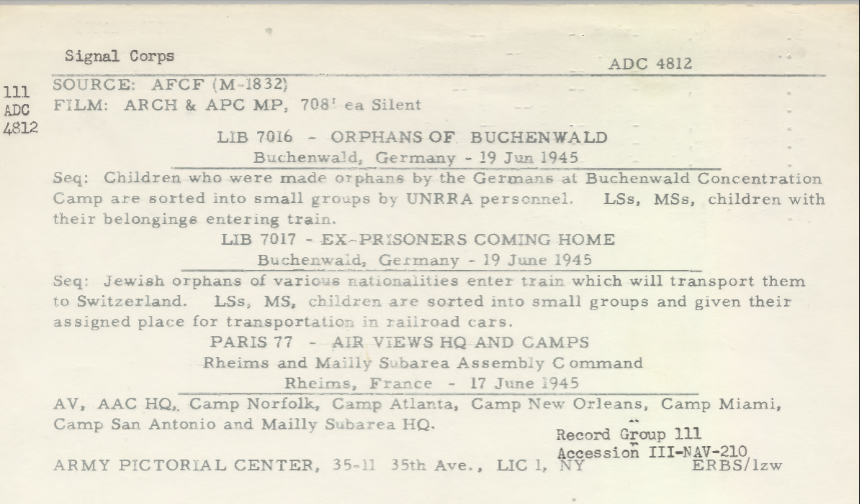 Signal Corps
ADC 4812
111
ADC
4812
SOURCE: AFCF (M-1832)
FILM: ARCH & APC MP, 708' ea Silent
LIB 7016 - ORPHANS OF BUCHENWALD
Buchenwald, Germany - 19 Jun 1945
Seq: Children who were made orphans by the Germans at Buchenwald Concentration
Camp are sorted into small groups by UNRRA personnel. LSs, MSs, children with
their belongings entering train.
LIB 7017 - EX-PRISONERS COMING HOME
Buchenwald, Germany - 19 June 1945
Seq: Jewish orphans of various nationalities enter train which will transport them
to Switzerland. LSs, MS, children are sorted into small groups and given their
assigned place for transportation in railroad cars.
PARIS 77 - AIR VIEWS HQ AND CAMPS
Rheims and Mailly Subarea Assembly Command
Rheims, France - 17 June 1945
AV, AAC HQ, Camp Norfolk, Camp Atlanta, Camp New Orleans, Camp Miami,
Camp San Antonio and Mailly Subarea HQ.
Record Group 111
Accession III-NAV-210
ARMY PICTORIAL CENTER, 35-11 35th Ave., LIC 1, NY ERBS/lzw